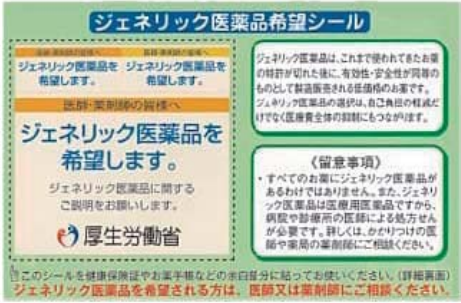 ジェネリック医薬品希望シール
医師・薬剤師の皆様へ
ジェネリック医薬品を
希望します。
医師・薬剤師の皆様へ
ジェネリック医薬品を
希望します。
医師・薬剤師の皆様へ
ジェネリック医薬品を
希望します。
ジェネリック医薬品に関する
ご説明をお願いします。
厚生労働省
ジェネリック医薬品は、これまで使われてきたお薬
の特許が切れた後に、有効性・安全性が同等の
ものとして製造販売される低価格のお薬です。
ジェネリック医薬品の選択は、自己負担の軽減だ
けでなく医療費全体の抑制にもつながります。
《留意事項》
・すべてのお薬にジェネリック医薬品が
あるわけではありません。また、ジェネリ
ック医薬品は医療用医薬品ですから、
病院や診療所の医師による処方せん
が必要です。詳しくは、かかりつけの医
師や薬局の薬剤師にご相談ください。
このシールを健康保険証やお薬手帳などの余白部分に貼ってお使いください。(詳細裏面)
ジェネリック医薬品を希望される方は、医師又は薬剤師にご相談ください。